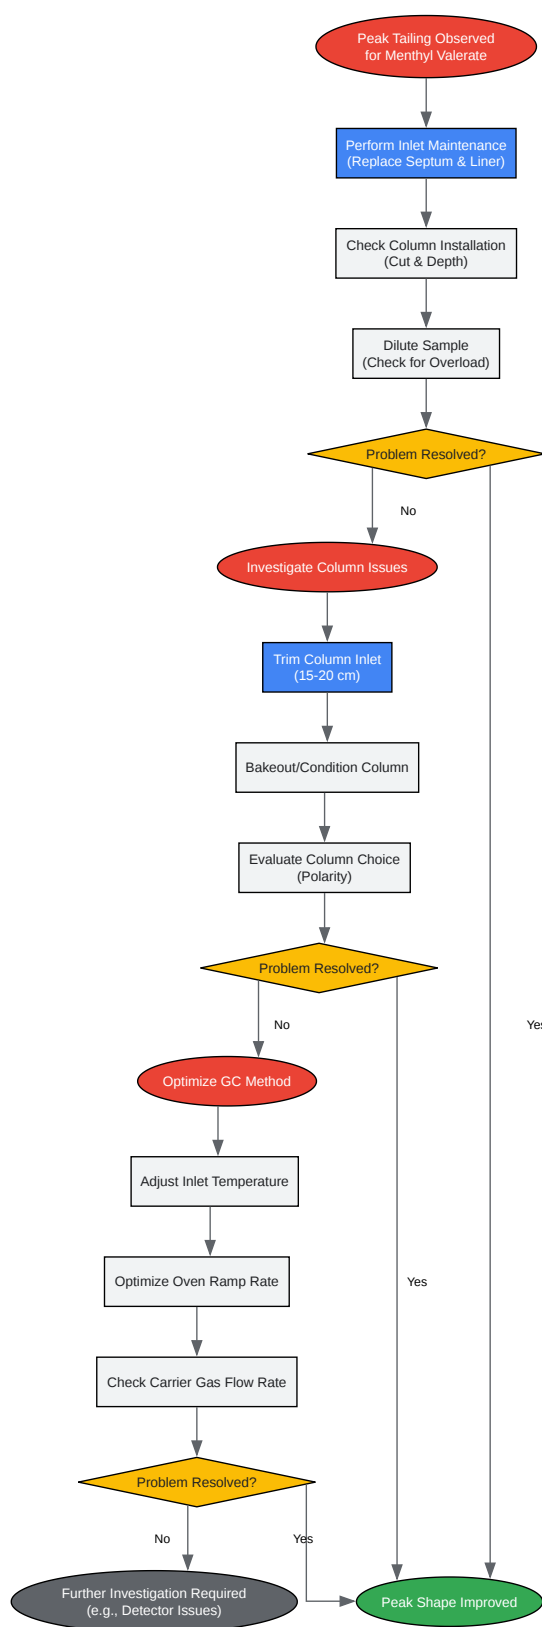 Peak Tailing Observed
for Menthyl Valerate
Perform Inlet Maintenance
(Replace Septum & Liner)
Check Column Installation
(Cut & Depth)
Dilute Sample
(Check for Overload)
Problem Resolved?
No
Investigate Column Issues
Trim Column Inlet
(15-20 cm)
Bakeout/Condition Column
Evaluate Column Choice
(Polarity)
Problem Resolved?
No
Yes
Optimize GC Method
Adjust Inlet Temperature
Optimize Oven Ramp Rate
Yes
Check Carrier Gas Flow Rate
Problem Resolved?
No
Yes
Further Investigation Required
(e.g., Detector Issues)
Peak Shape Improved